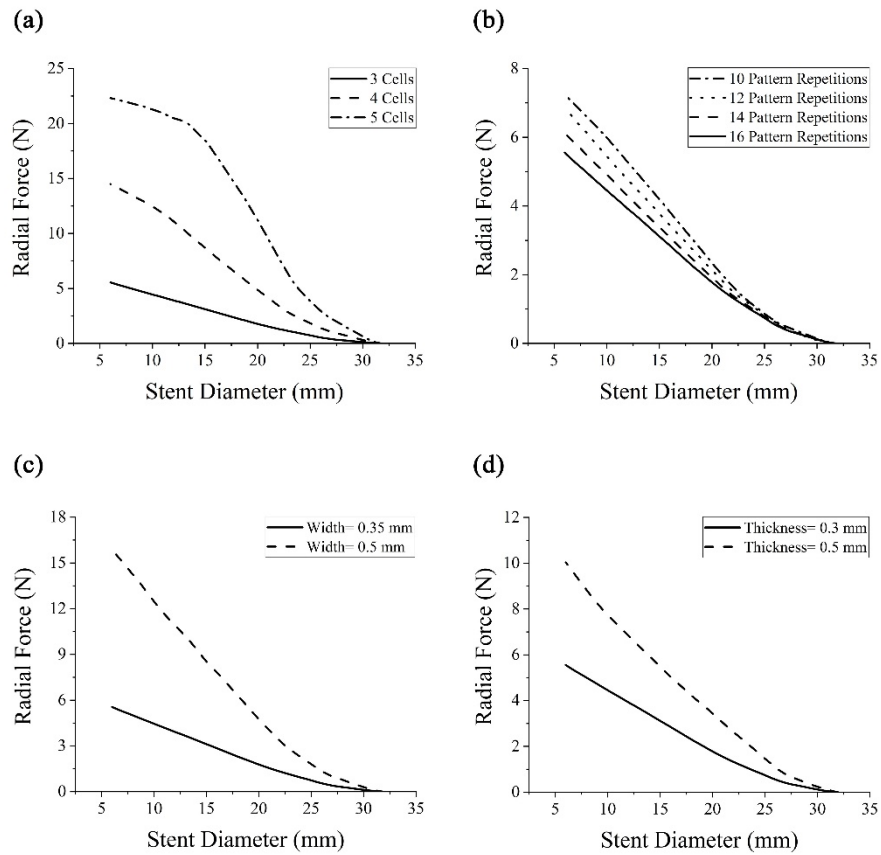 (a)
3 Cells
4 Cells
5 Cells
25
20
15
10
5
0
Radial Force (N)
5 10 15 20 25 30 35
Stent Diameter (mm)
(b)
10 Pattern Repetitions
12 Pattern Repetitions
14 Pattern Repetitions
16 Pattern Repetitions
8
6
4
2
0
Radial Force (N)
5 10 15 20 25 30 35
Stent Diameter (mm)
(c)
Width= 0.35 mm
Width= 0.5 mm
18
15
12
9
6
3
0
Radial Force (N)
5 10 15 20 25 30 35
Stent Diameter (mm)
(d)
Thickness= 0.3 mm
Thickness= 0.5 mm
12
10
8
6
4
2
0
Radial Force (N)
5 10 15 20 25 30 35
Stent Diameter (mm)